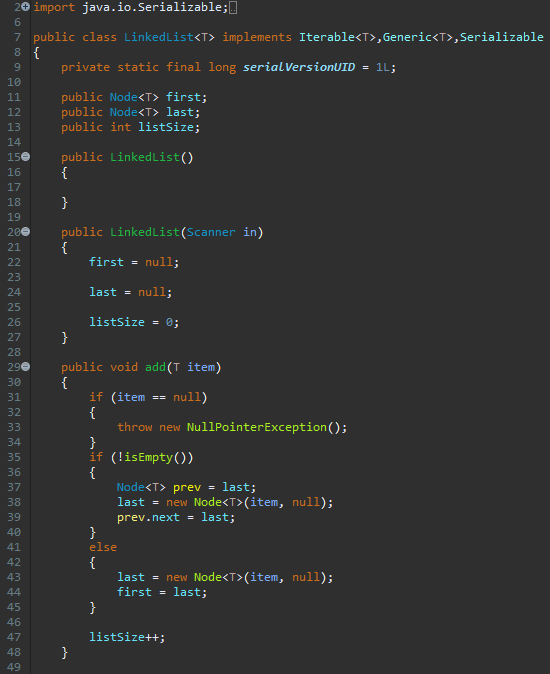 2 import java.io.Serializable;
6
7 public class LinkedList<T> implements Iterable<T>,Generic<T>,Serializable
8 {
9     private static final long serialVersionUID = 1L;
10
11     public Node<T> first;
12     public Node<T> last;
13     public int listSize;
14
15     public LinkedList()
16     {
17
18     }
19
20     public LinkedList(Scanner in)
21     {
22         first = null;
23
24         last = null;
25
26         listSize = 0;
27     }
28
29     public void add(T item)
30     {
31         if (item == null)
32         {
33             throw new NullPointerException();
34         }
35         if (!isEmpty())
36         {
37             Node<T> prev = last;
38             last = new Node<T>(item, null);
39             prev.next = last;
40         }
41         else
42         {
43             last = new Node<T>(item, null);
44             first = last;
45         }
46
47         listSize++;
48     }
49